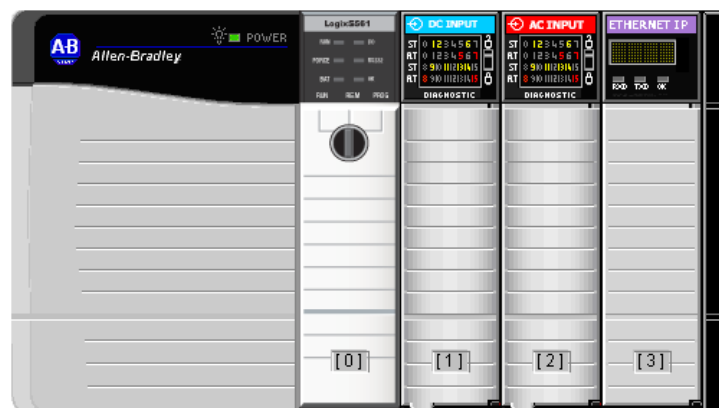 A·B
Allen-Bradley
POWER
Logix5561
RUN I/O
FORCE RS232
BAT OK
RUN REM PROG
DC INPUT
ST 0 1 2 3 4 5 6 7
RT 0 1 2 3 4 5 6 7
ST 8 9 10 11 12 13 14 15
RT 8 9 10 11 12 13 14 15
DIAGNOSTIC
AC INPUT
ST 0 1 2 3 4 5 6 7
RT 0 1 2 3 4 5 6 7
ST 8 9 10 11 12 13 14 15
RT 8 9 10 11 12 13 14 15
DIAGNOSTIC
ETHERNET IP
RXD TXD OK
[0]
[1]
[2]
[3]